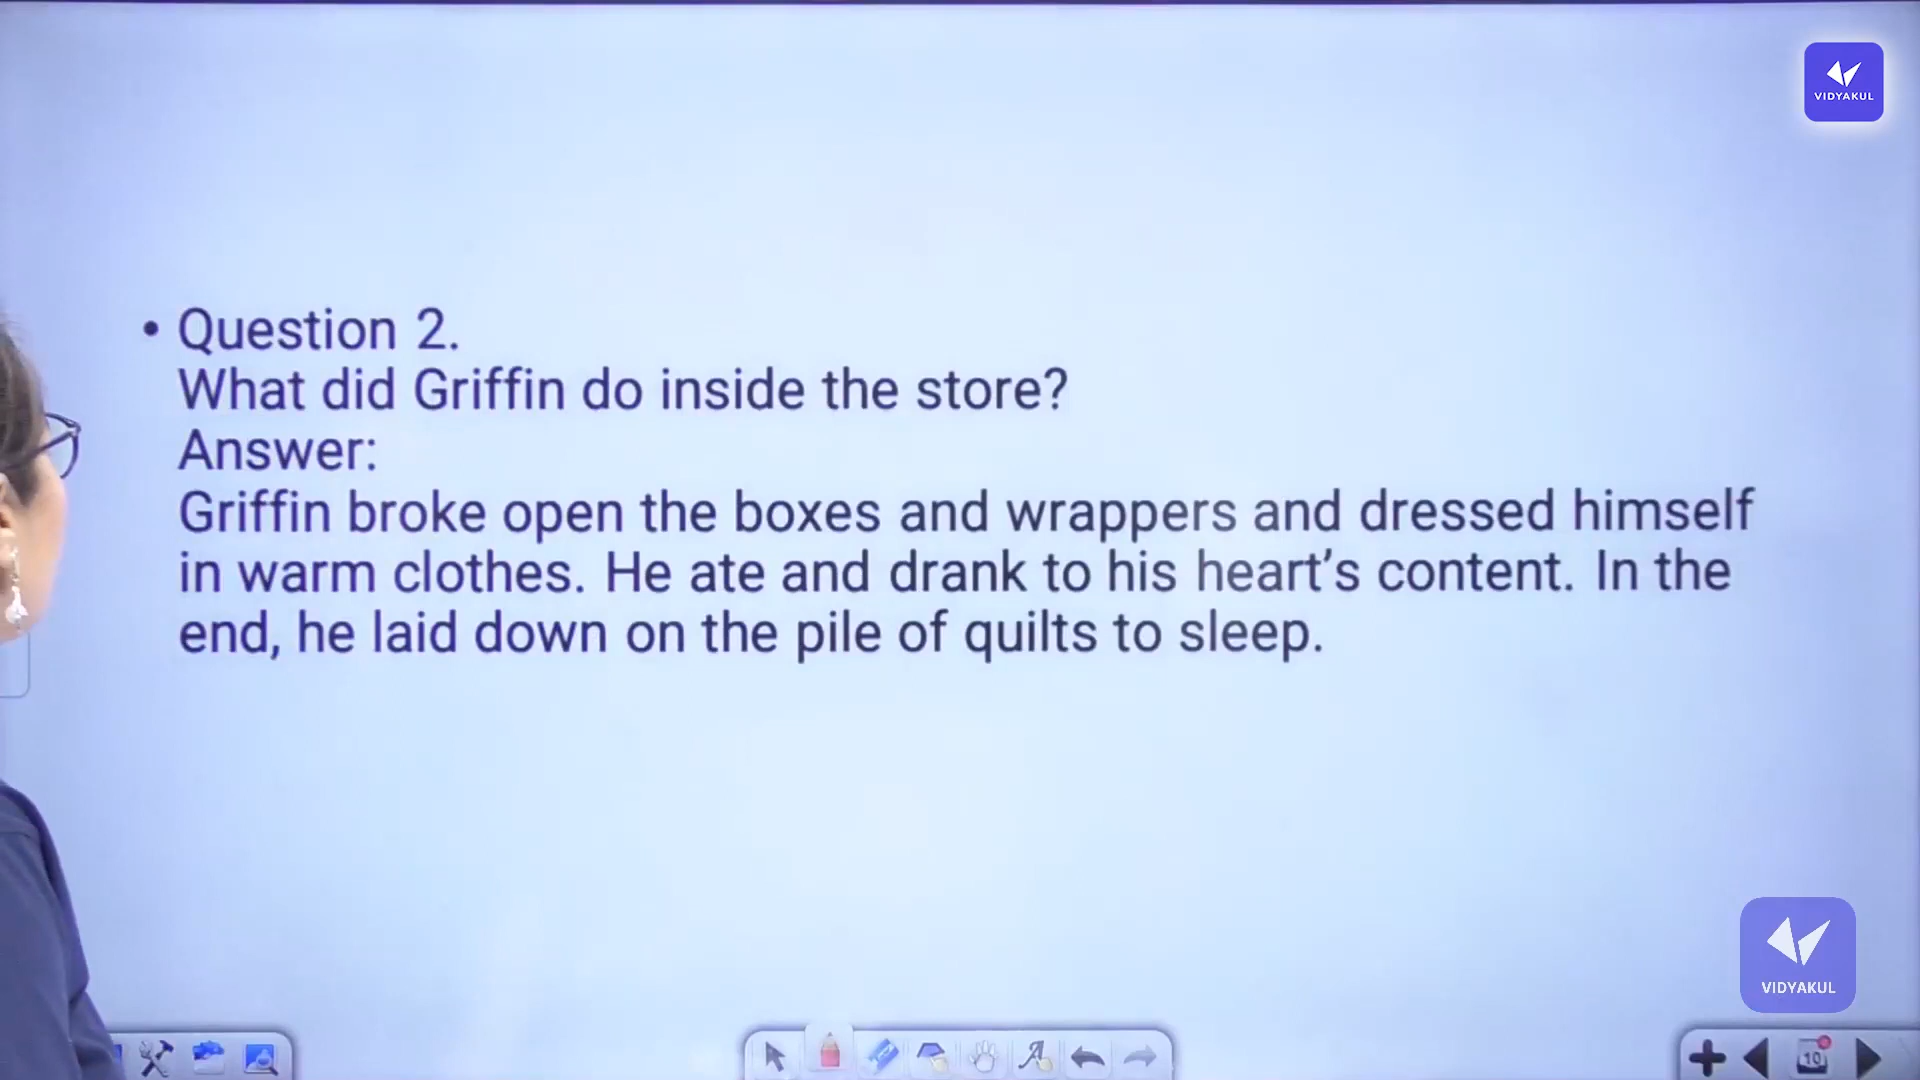 VIDYAKUL
• Question 2.
What did Griffin do inside the store?
Answer:
Griffin broke open the boxes and wrappers and dressed himself
in warm clothes. He ate and drank to his heart’s content. In the
end, he laid down on the pile of quilts to sleep.
VIDYAKUL
10